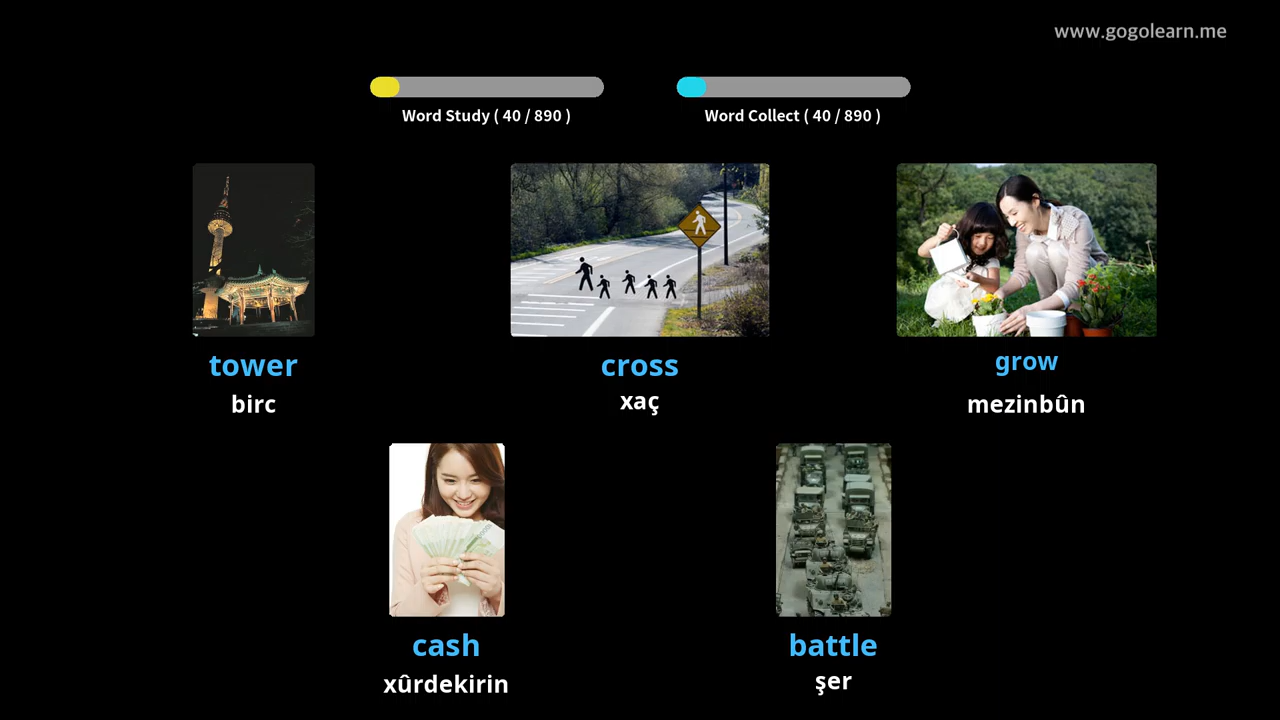 www.gogolearn.me
Word Study ( 40 / 890 )
Word Collect ( 40 / 890 )
tower
birc
cross
xaç
grow
mezinbûn
cash
xûrdekirin
battle
şer